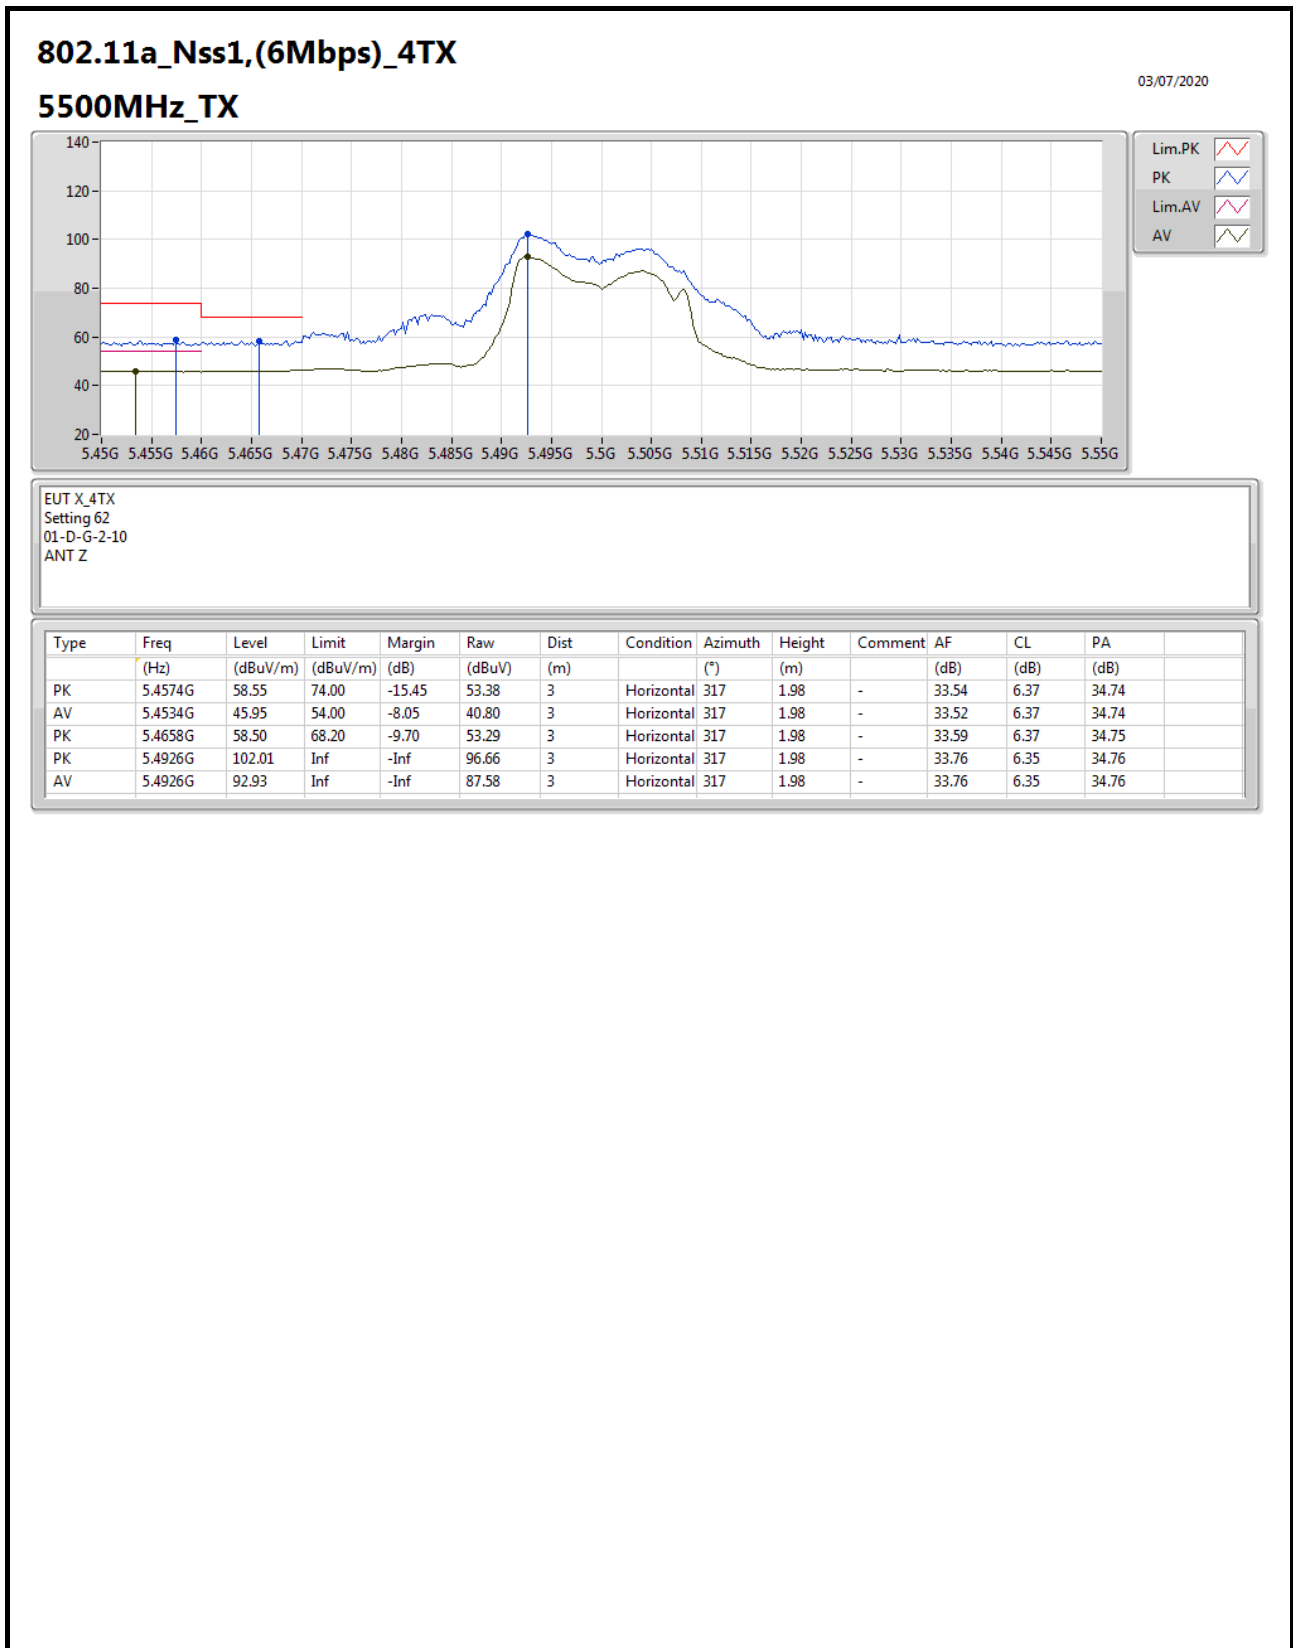 802.11a_Nss1,(6Mbps)_4TX
03/07/2020
5500MHz_TX
140
120
100
80
60
40
20
5.45G 5.455G 5.46G 5.465G 5.47G 5.475G 5.48G 5.485G 5.49G 5.495G 5.5G 5.505G 5.51G 5.515G 5.52G 5.525G 5.53G 5.535G 5.54G 5.545G 5.55G
Lim.PK
PK
Lim.AV
AV
EUT X_4TX
Setting 62
01-D-G-2-10
ANT Z
Type Freq Level Limit Margin Raw Dist Condition Azimuth Height Comment AF CL PA
(Hz) (dBuV/m) (dBuV/m) (dB) (dBuV) (m) (°) (m) (dB) (dB) (dB)
PK 5.4574G 58.55 74.00 -15.45 53.38 3 Horizontal 317 1.98 - 33.54 6.37 34.74
AV 5.4534G 45.95 54.00 -8.05 40.80 3 Horizontal 317 1.98 - 33.52 6.37 34.74
PK 5.4658G 58.50 68.20 -9.70 53.29 3 Horizontal 317 1.98 - 33.59 6.37 34.75
PK 5.4926G 102.01 Inf -Inf 96.66 3 Horizontal 317 1.98 - 33.76 6.35 34.76
AV 5.4926G 92.93 Inf -Inf 87.58 3 Horizontal 317 1.98 - 33.76 6.35 34.76